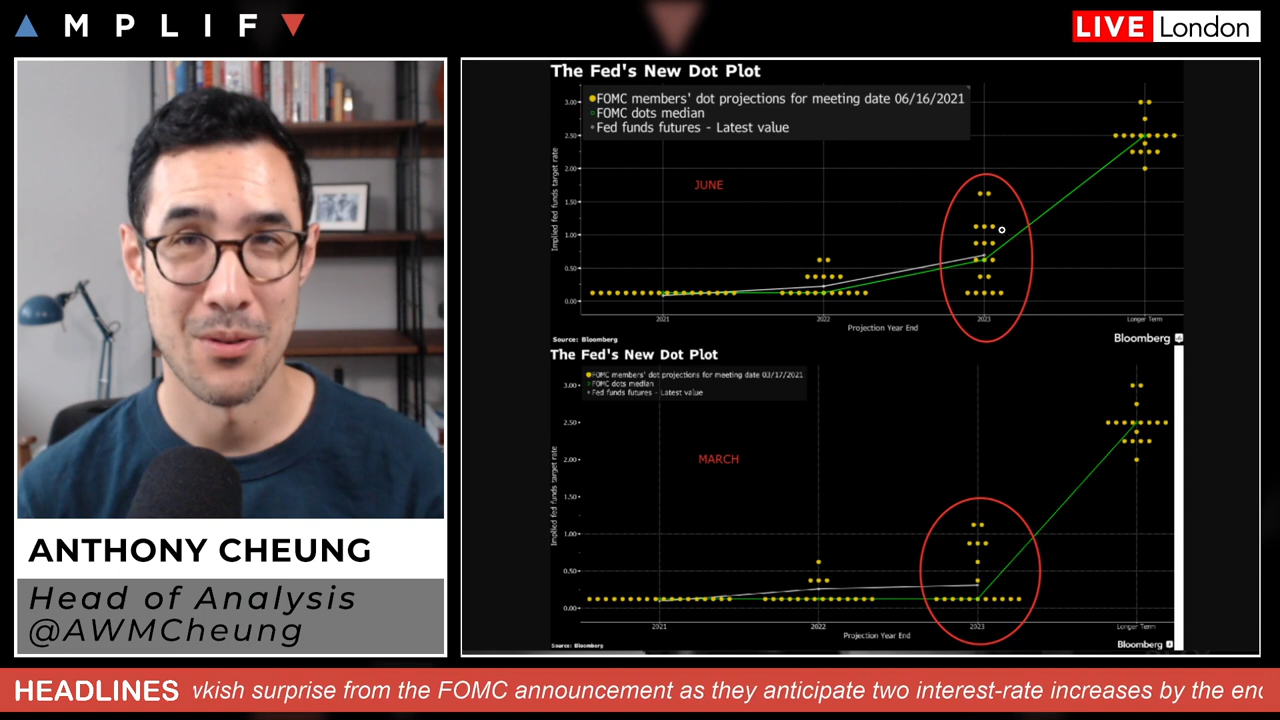 AMPLIFY
LIVE London
The Fed's New Dot Plot
FOMC members' dot projections for meeting date 06/16/2021
FOMC dots median
Fed funds futures - Latest value
Implied fed funds target rate
3.00
2.50
2.00
1.50
1.00
0.50
0.00
JUNE
2021
2022
2023
Longer Term
Projection Year End
Source: Bloomberg
Bloomberg
The Fed's New Dot Plot
FOMC members' dot projections for meeting date 03/17/2021
FOMC dots median
Fed funds futures - Latest value
Implied fed funds target rate
3.00
2.50
2.00
1.50
1.00
0.50
0.00
MARCH
2021
2022
2023
Longer Term
Projection Year End
Source: Bloomberg
Bloomberg
ANTHONY CHEUNG
Head of Analysis
@AWMCheung
HEADLINES vkish surprise from the FOMC announcement as they anticipate two interest-rate increases by the enc